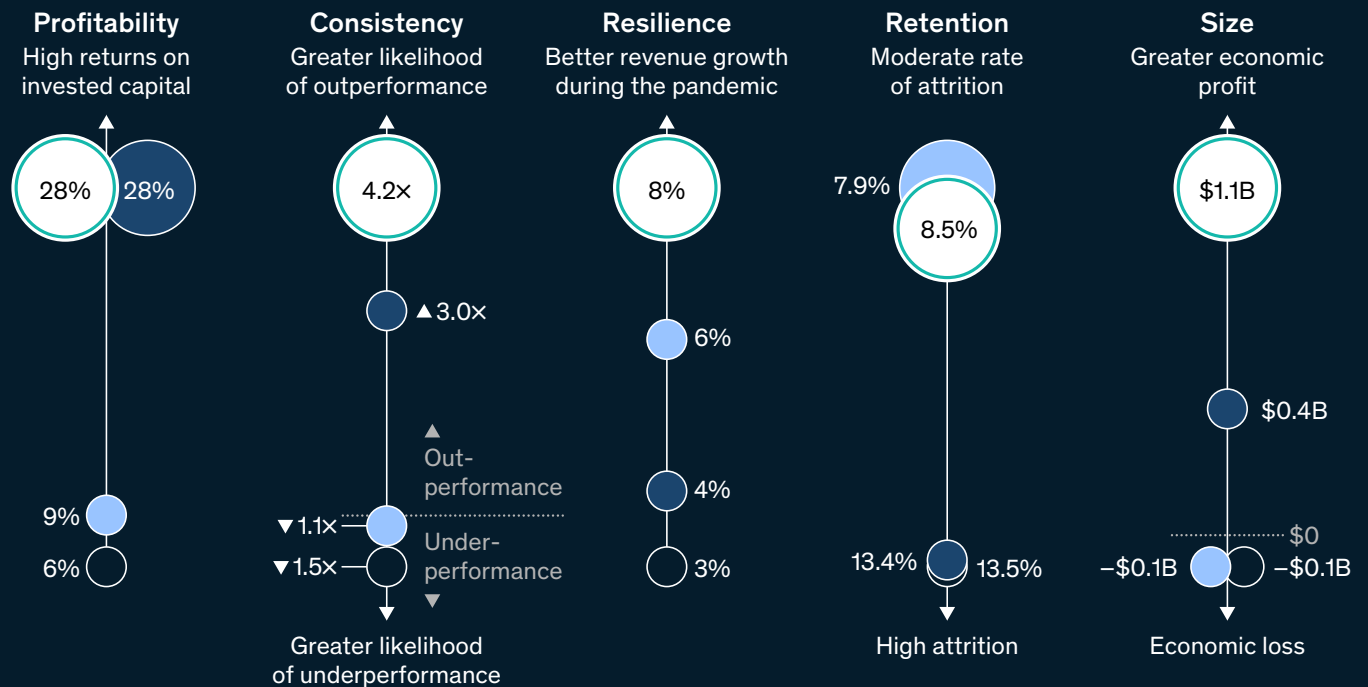 Profitability
High returns on
invested capital
28%
28%
9%
6%
Consistency
Greater likelihood
of outperformance
4.2×
▲3.0×
▲
Out-
performance
▼1.1×
Under-
performance
▼1.5×
▼
Greater likelihood
of underperformance
Resilience
Better revenue growth
during the pandemic
8%
6%
4%
3%
Retention
Moderate rate
of attrition
7.9%
8.5%
13.4%
13.5%
High attrition
Size
Greater economic
profit
$1.1B
$0.4B
$0
–$0.1B
–$0.1B
Economic loss